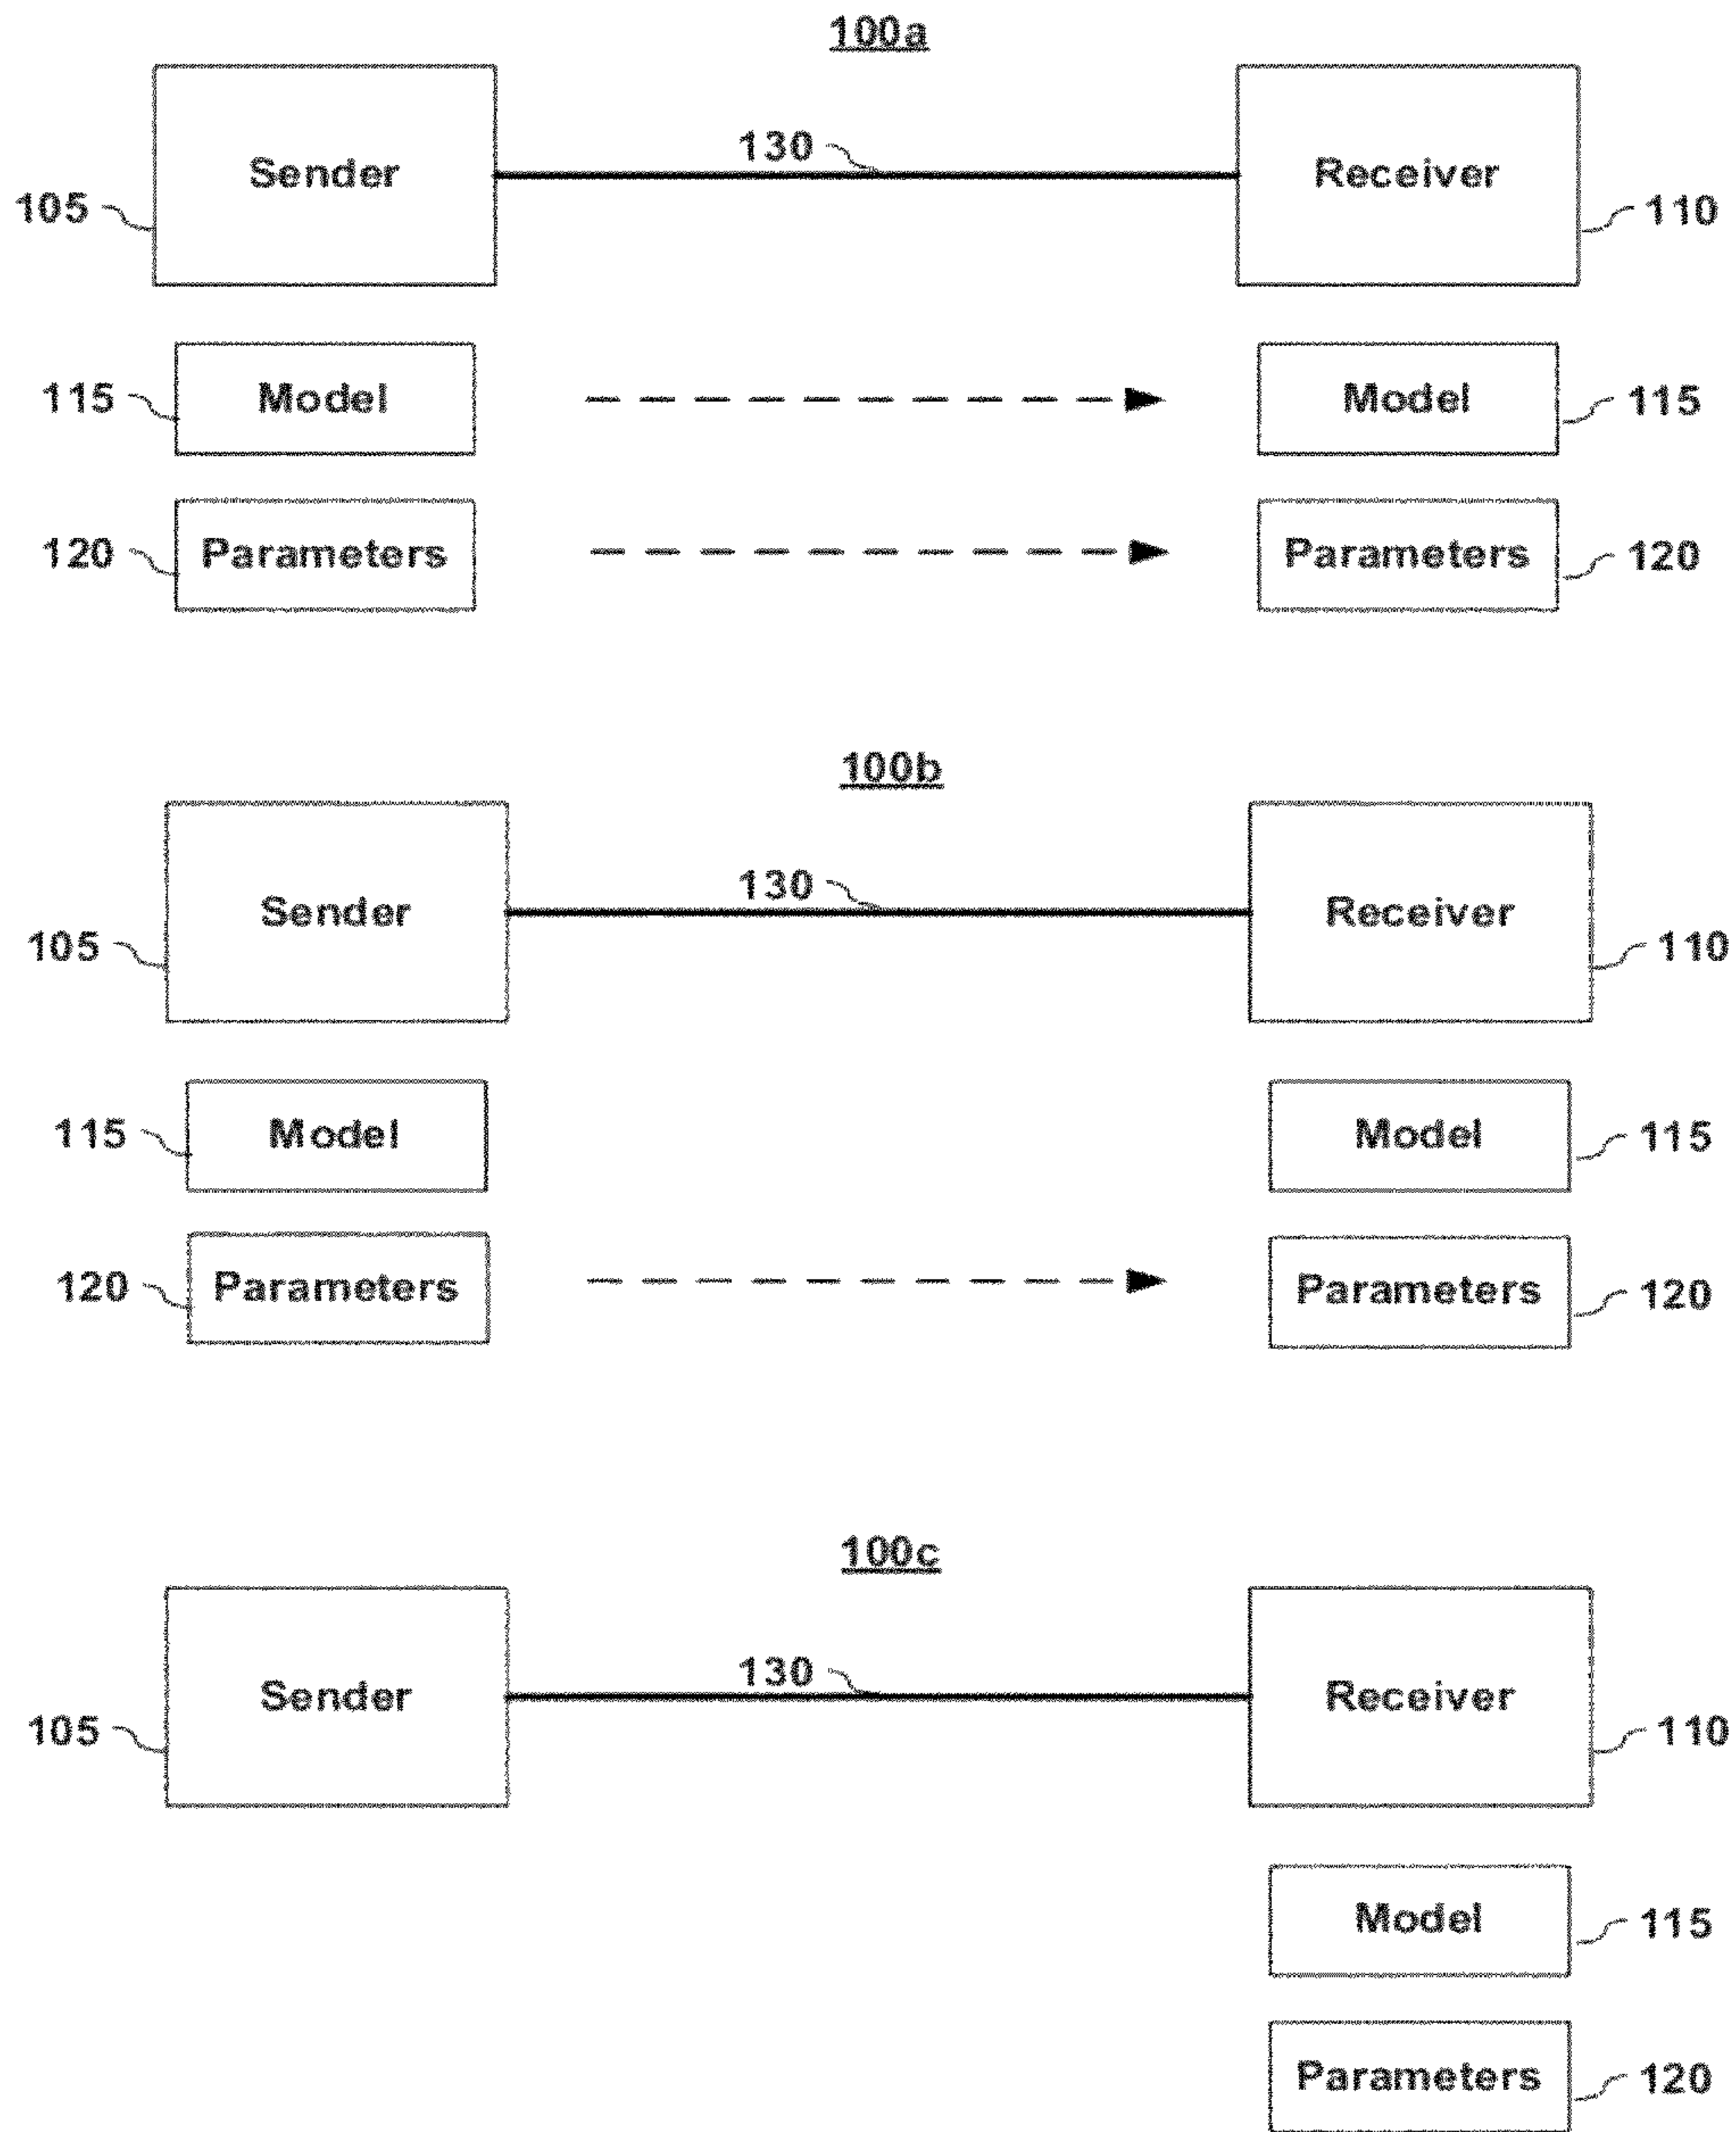 100a
130
Sender
Receiver
105
110
115
Model
Model
115
120
Parameters
Parameters
120
100b
130
Sender
Receiver
105
110
115
Model
Model
115
120
Parameters
Parameters
120
100c
130
Sender
Receiver
105
110
Model
115
Parameters
120